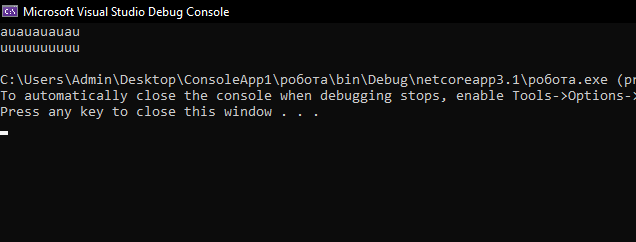 Microsoft Visual Studio Debug Console
auauauauau
uuuuuuuuuu
C:\Users\Admin\Desktop\ConsoleApp1\робота\bin\Debug\netcoreapp3.1\робота.exe (pr
To automatically close the console when debugging stops, enable Tools->Options->
Press any key to close this window . . .